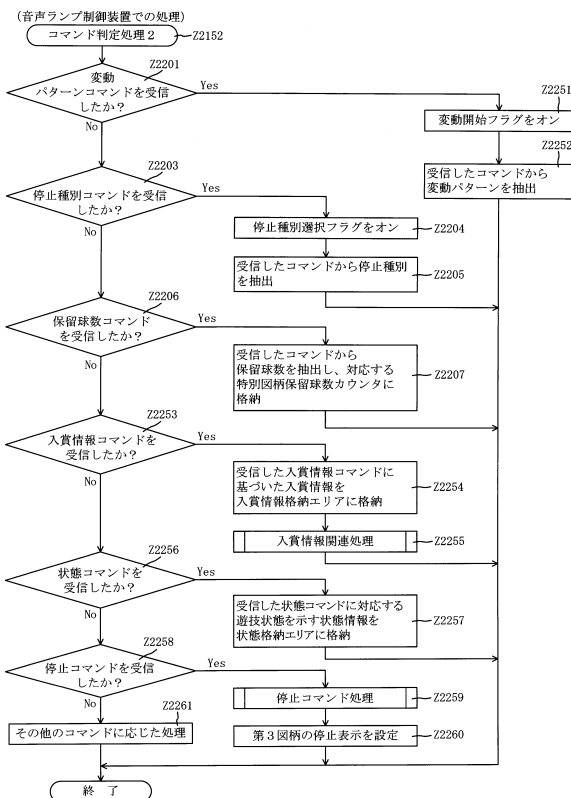 (音声ランプ制御装置での処理)
コマンド判定処理2
Z2152
変動
パターンコマンドを受信
したか?
Z2201
Yes
No
変動開始フラグをオン
Z2251
受信したコマンドから
変動パターンを抽出
Z2252
停止種別コマンドを受信
したか?
Z2203
Yes
No
停止種別選択フラグをオン
Z2204
受信したコマンドから停止種別
を抽出
Z2205
保留球数コマンド
を受信したか?
Z2206
Yes
No
受信したコマンドから
保留球数を抽出し、対応する
特別図柄保留球数カウンタに
格納
Z2207
入賞情報コマンドを
受信したか?
Z2253
Yes
No
受信した入賞情報コマンドに
基づいた入賞情報を
入賞情報格納エリアに格納
Z2254
入賞情報関連処理
Z2255
状態コマンドを
受信したか?
Z2256
Yes
No
受信した状態コマンドに対応する
遊技状態を示す状態情報を
状態格納エリアに格納
Z2257
停止コマンドを受信
したか?
Z2258
Yes
No
停止コマンド処理
Z2259
第3図柄の停止表示を設定
Z2260
その他のコマンドに応じた処理
Z2261
終 了